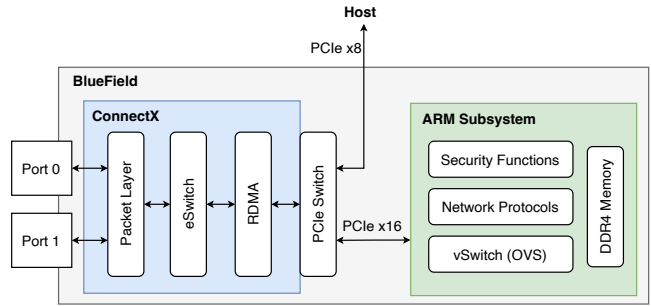 Host
PCIe x8
BlueField
ConnectX
ARM Subsystem
Port 0
Port 1
Packet Layer
eSwitch
RDMA
PCIe Switch
PCIe x16
Security Functions
Network Protocols
vSwitch (OVS)
DDR4 Memory